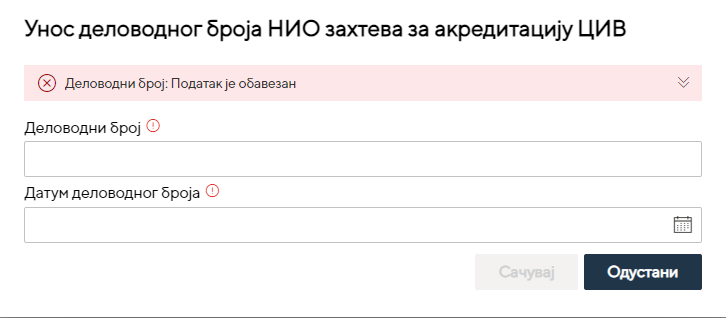 Унос деловодног броја НИО захтева за акредитацију ЦИВ
Деловодни број: Податак је обавезан
Деловодни број
Датум деловодног броја
Сачувај Одустани